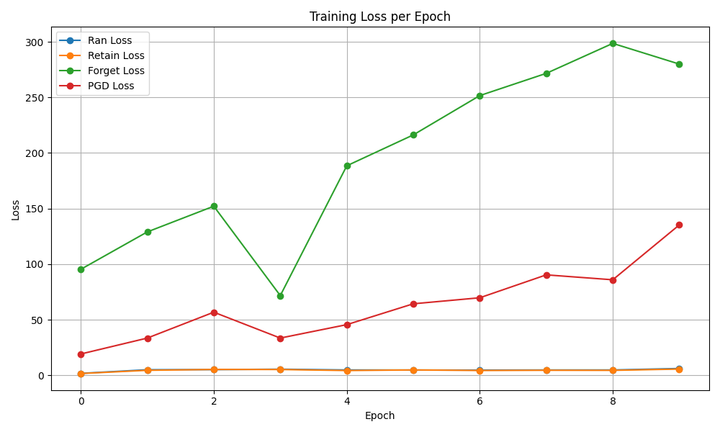 Training Loss per Epoch
Ran Loss
Retain Loss
Forget Loss
PGD Loss
300
250
200
150
100
50
0
Loss
0 2 4 6 8
Epoch